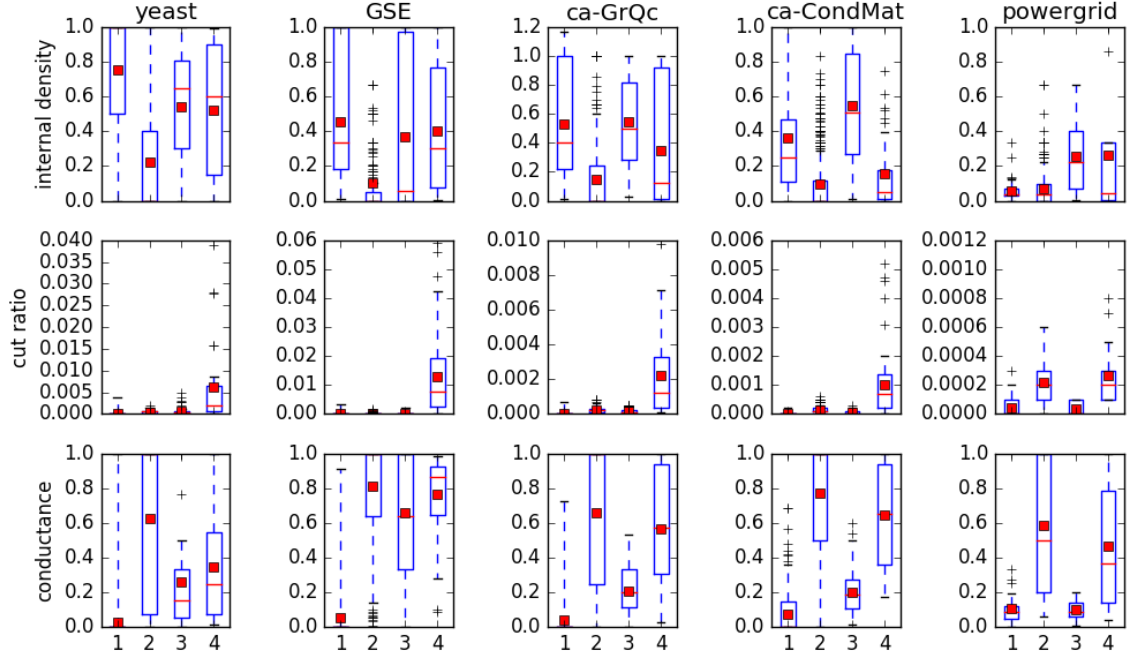 yeast GSE ca-GrQc ca-CondMat powergrid
internal density
1.0 0.8 0.6 0.4 0.2 0.0
1.0 0.8 0.6 0.4 0.2 0.0
1.2 1.0 0.8 0.6 0.4 0.2 0.0
1.0 0.8 0.6 0.4 0.2 0.0
1.0 0.8 0.6 0.4 0.2 0.0
cut ratio
0.040 0.035 0.030 0.025 0.020 0.015 0.010 0.005 0.000
0.06 0.05 0.04 0.03 0.02 0.01 0.00
0.010 0.008 0.006 0.004 0.002 0.000
0.006 0.005 0.004 0.003 0.002 0.001 0.000
0.0012 0.0010 0.0008 0.0006 0.0004 0.0002 0.0000
conductance
1.0 0.8 0.6 0.4 0.2 0.0
1.0 0.8 0.6 0.4 0.2 0.0
1.0 0.8 0.6 0.4 0.2 0.0
1.0 0.8 0.6 0.4 0.2 0.0
1.0 0.8 0.6 0.4 0.2 0.0
1 2 3 4 1 2 3 4 1 2 3 4 1 2 3 4 1 2 3 4